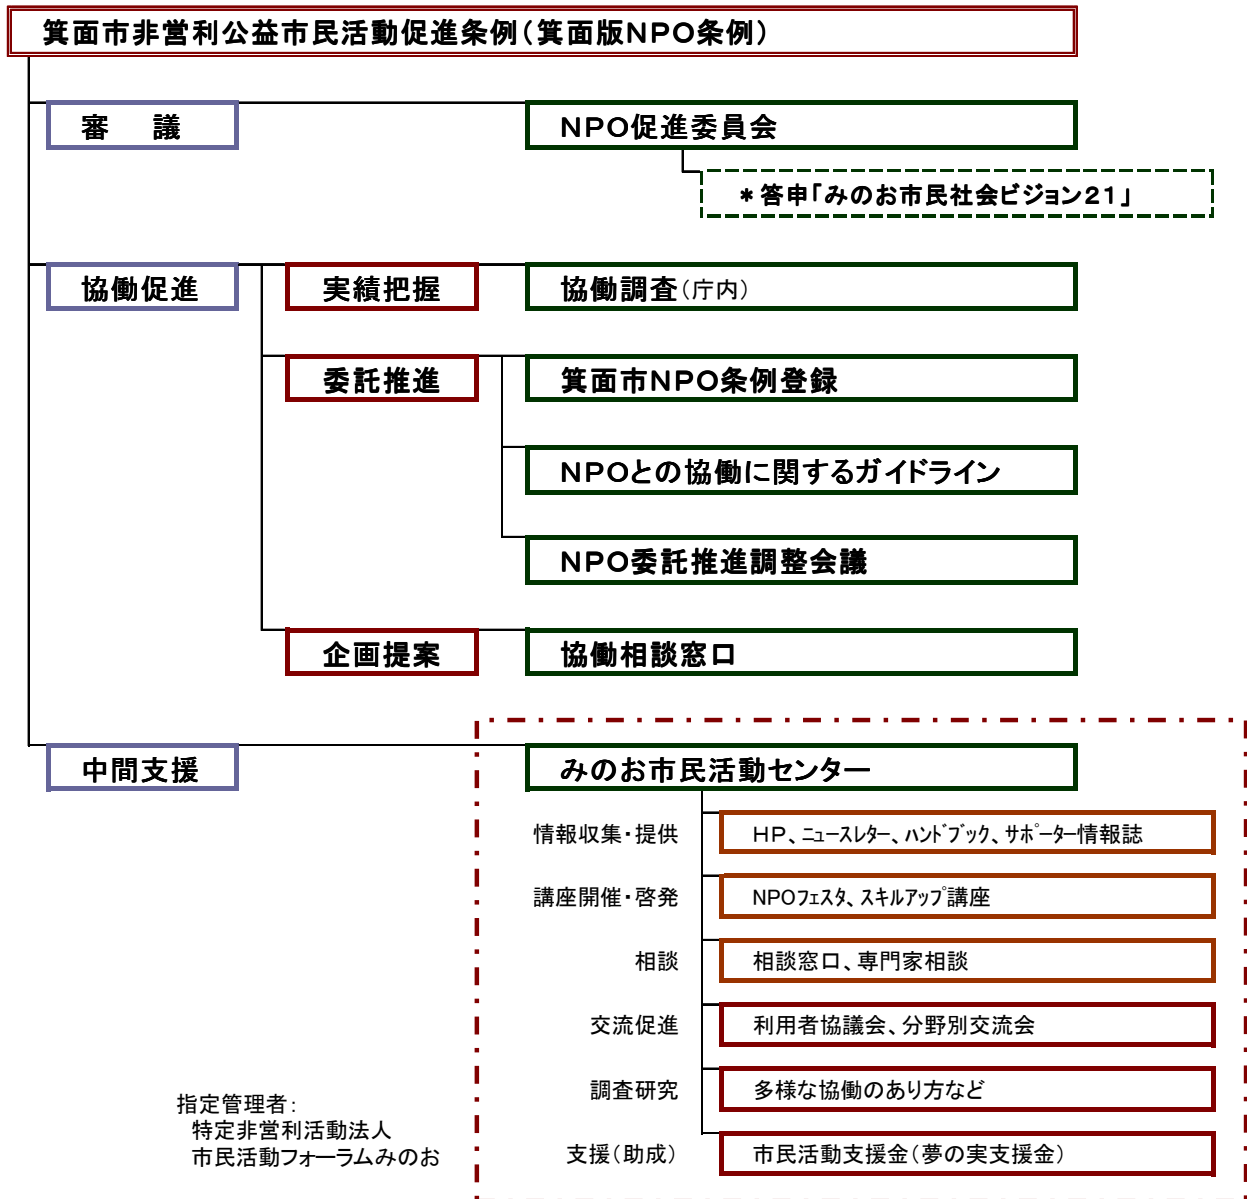 箕面市非営利公益市民活動促進条例(箕面版NPO条例)
審　議
NPO促進委員会
＊答申「みのお市民社会ビジョン21」
協働促進
実績把握
協働調査(庁内)
委託推進
箕面市NPO条例登録
NPOとの協働に関するガイドライン
NPO委託推進調整会議
企画提案
協働相談窓口
中間支援
みのお市民活動センター
情報収集・提供
HP、ﾆｭｰｽﾚﾀｰ、ﾊﾝﾄﾞﾌﾞｯｸ、ｻﾎﾟｰﾀｰ情報誌
講座開催・啓発
NPOﾌｪｽﾀ、ｽｷﾙｱｯﾌﾟ講座
相談
相談窓口、専門家相談
交流促進
利用者協議会、分野別交流会
調査研究
多様な協働のあり方など
支援(助成)
市民活動支援金(夢の実支援金)
指定管理者:
特定非営利活動法人
市民活動フォーラムみのお